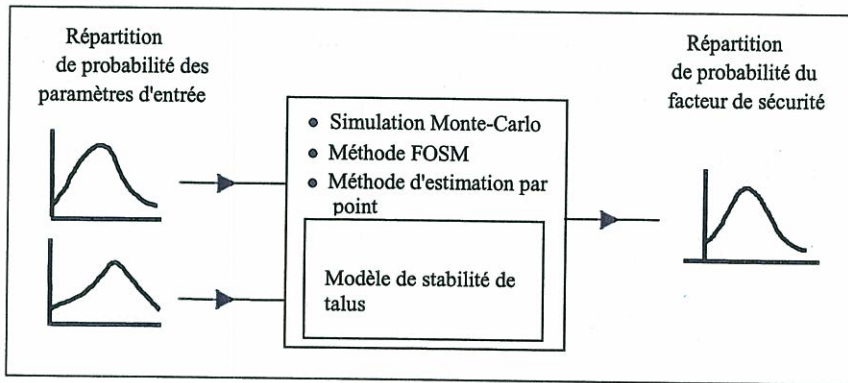 Répartition
de probabilité des
paramètres d'entrée
• Simulation Monte-Carlo
• Méthode FOSM
• Méthode d'estimation par
point
Modèle de stabilité de
talus
Répartition
de probabilité du
facteur de sécurité